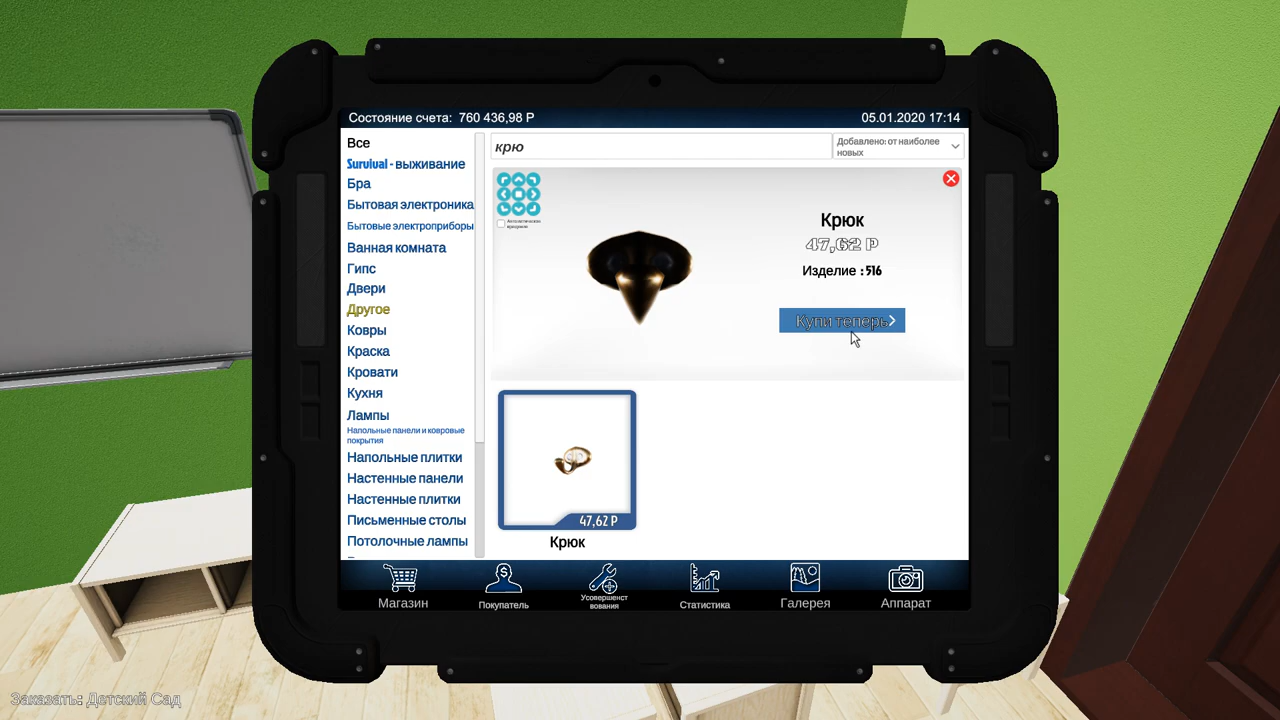 Состояние счета: 760 436,98 Р
05.01.2020 17:14
Все
Survival - выживание
Бра
Бытовая электроника
Бытовые электроприборы
Ванная комната
Гипс
Двери
Другое
Ковры
Краска
Кровати
Кухня
Лампы
Напольные панели и ковровые
покрытия
Напольные плитки
Настенные панели
Настенные плитки
Письменные столы
Потолочные лампы
крю
Добавлено: от наиболее
новых
Крюк
47,62 Р
Изделие : 516
Купи теперь
47,62 Р
Крюк
Магазин
Покупатель
Усовершенст
вования
Статистика
Галерея
Аппарат
Заказать: Детский Сад